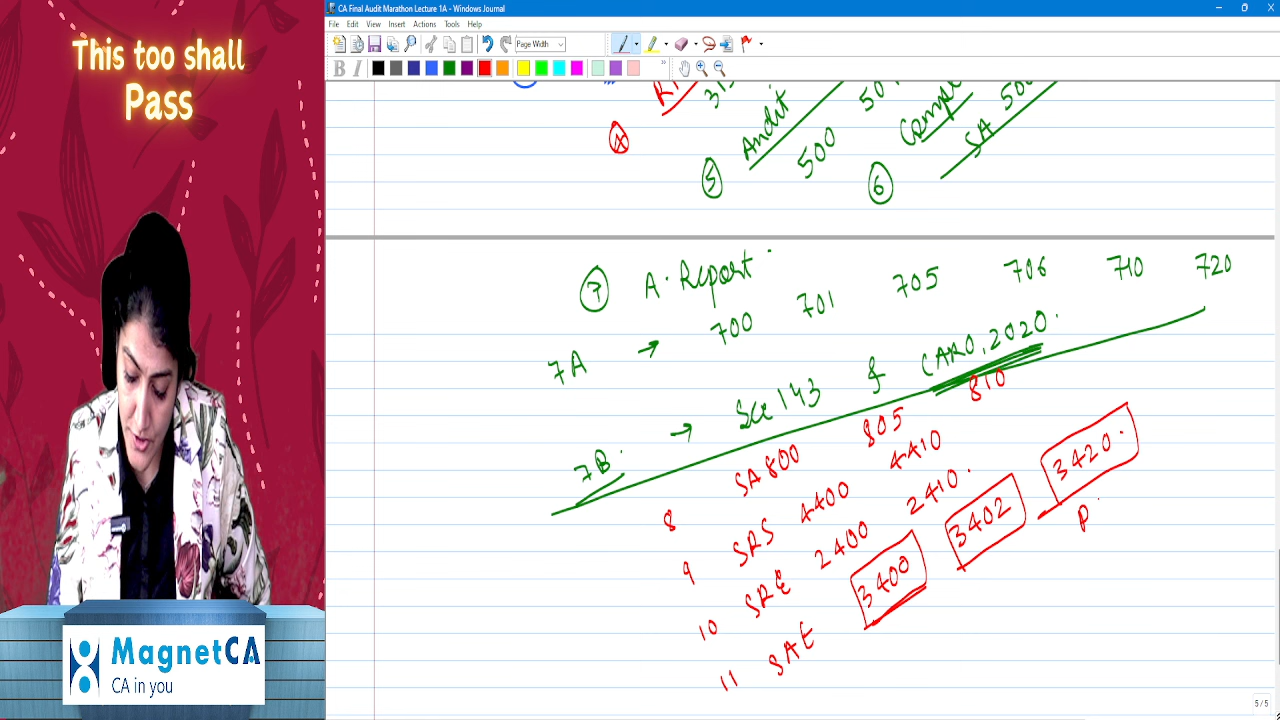 This too shall
Pass
CA Final Audit Marathon Lecture 1A - Windows Journal
File Edit View Insert Actions Tools Help
Page Width
B I
5 Audit
500
6
SA 500
7 A. Report
7A → 700 701 705 706 710 720
7B. → Sec 143 & CARO, 2020.
8 SA 800 805 810
9 SRS 4400 4410
10 SRE 2400 2410.
11 SAE 3400 3402 3420.
P
MagnetCA
CA in you
5 / 5